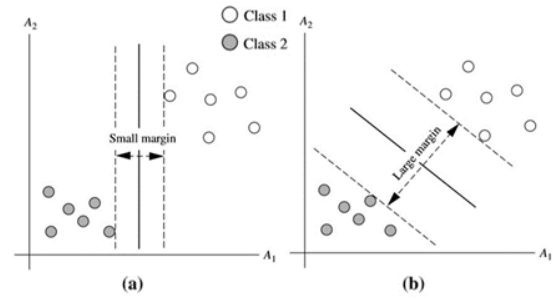 A2
Class 1
Class 2
A2
Small margin
Large margin
A1
A1
(a)
(b)